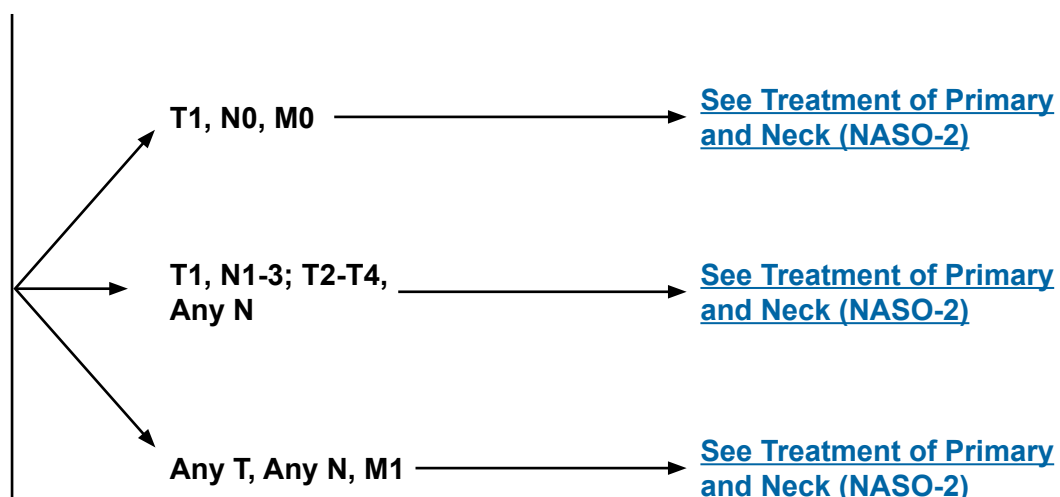 T1, N0, M0
See Treatment of Primary
and Neck (NASO-2)
T1, N1-3; T2-T4,
Any N
See Treatment of Primary
and Neck (NASO-2)
Any T, Any N, M1
See Treatment of Primary
and Neck (NASO-2)